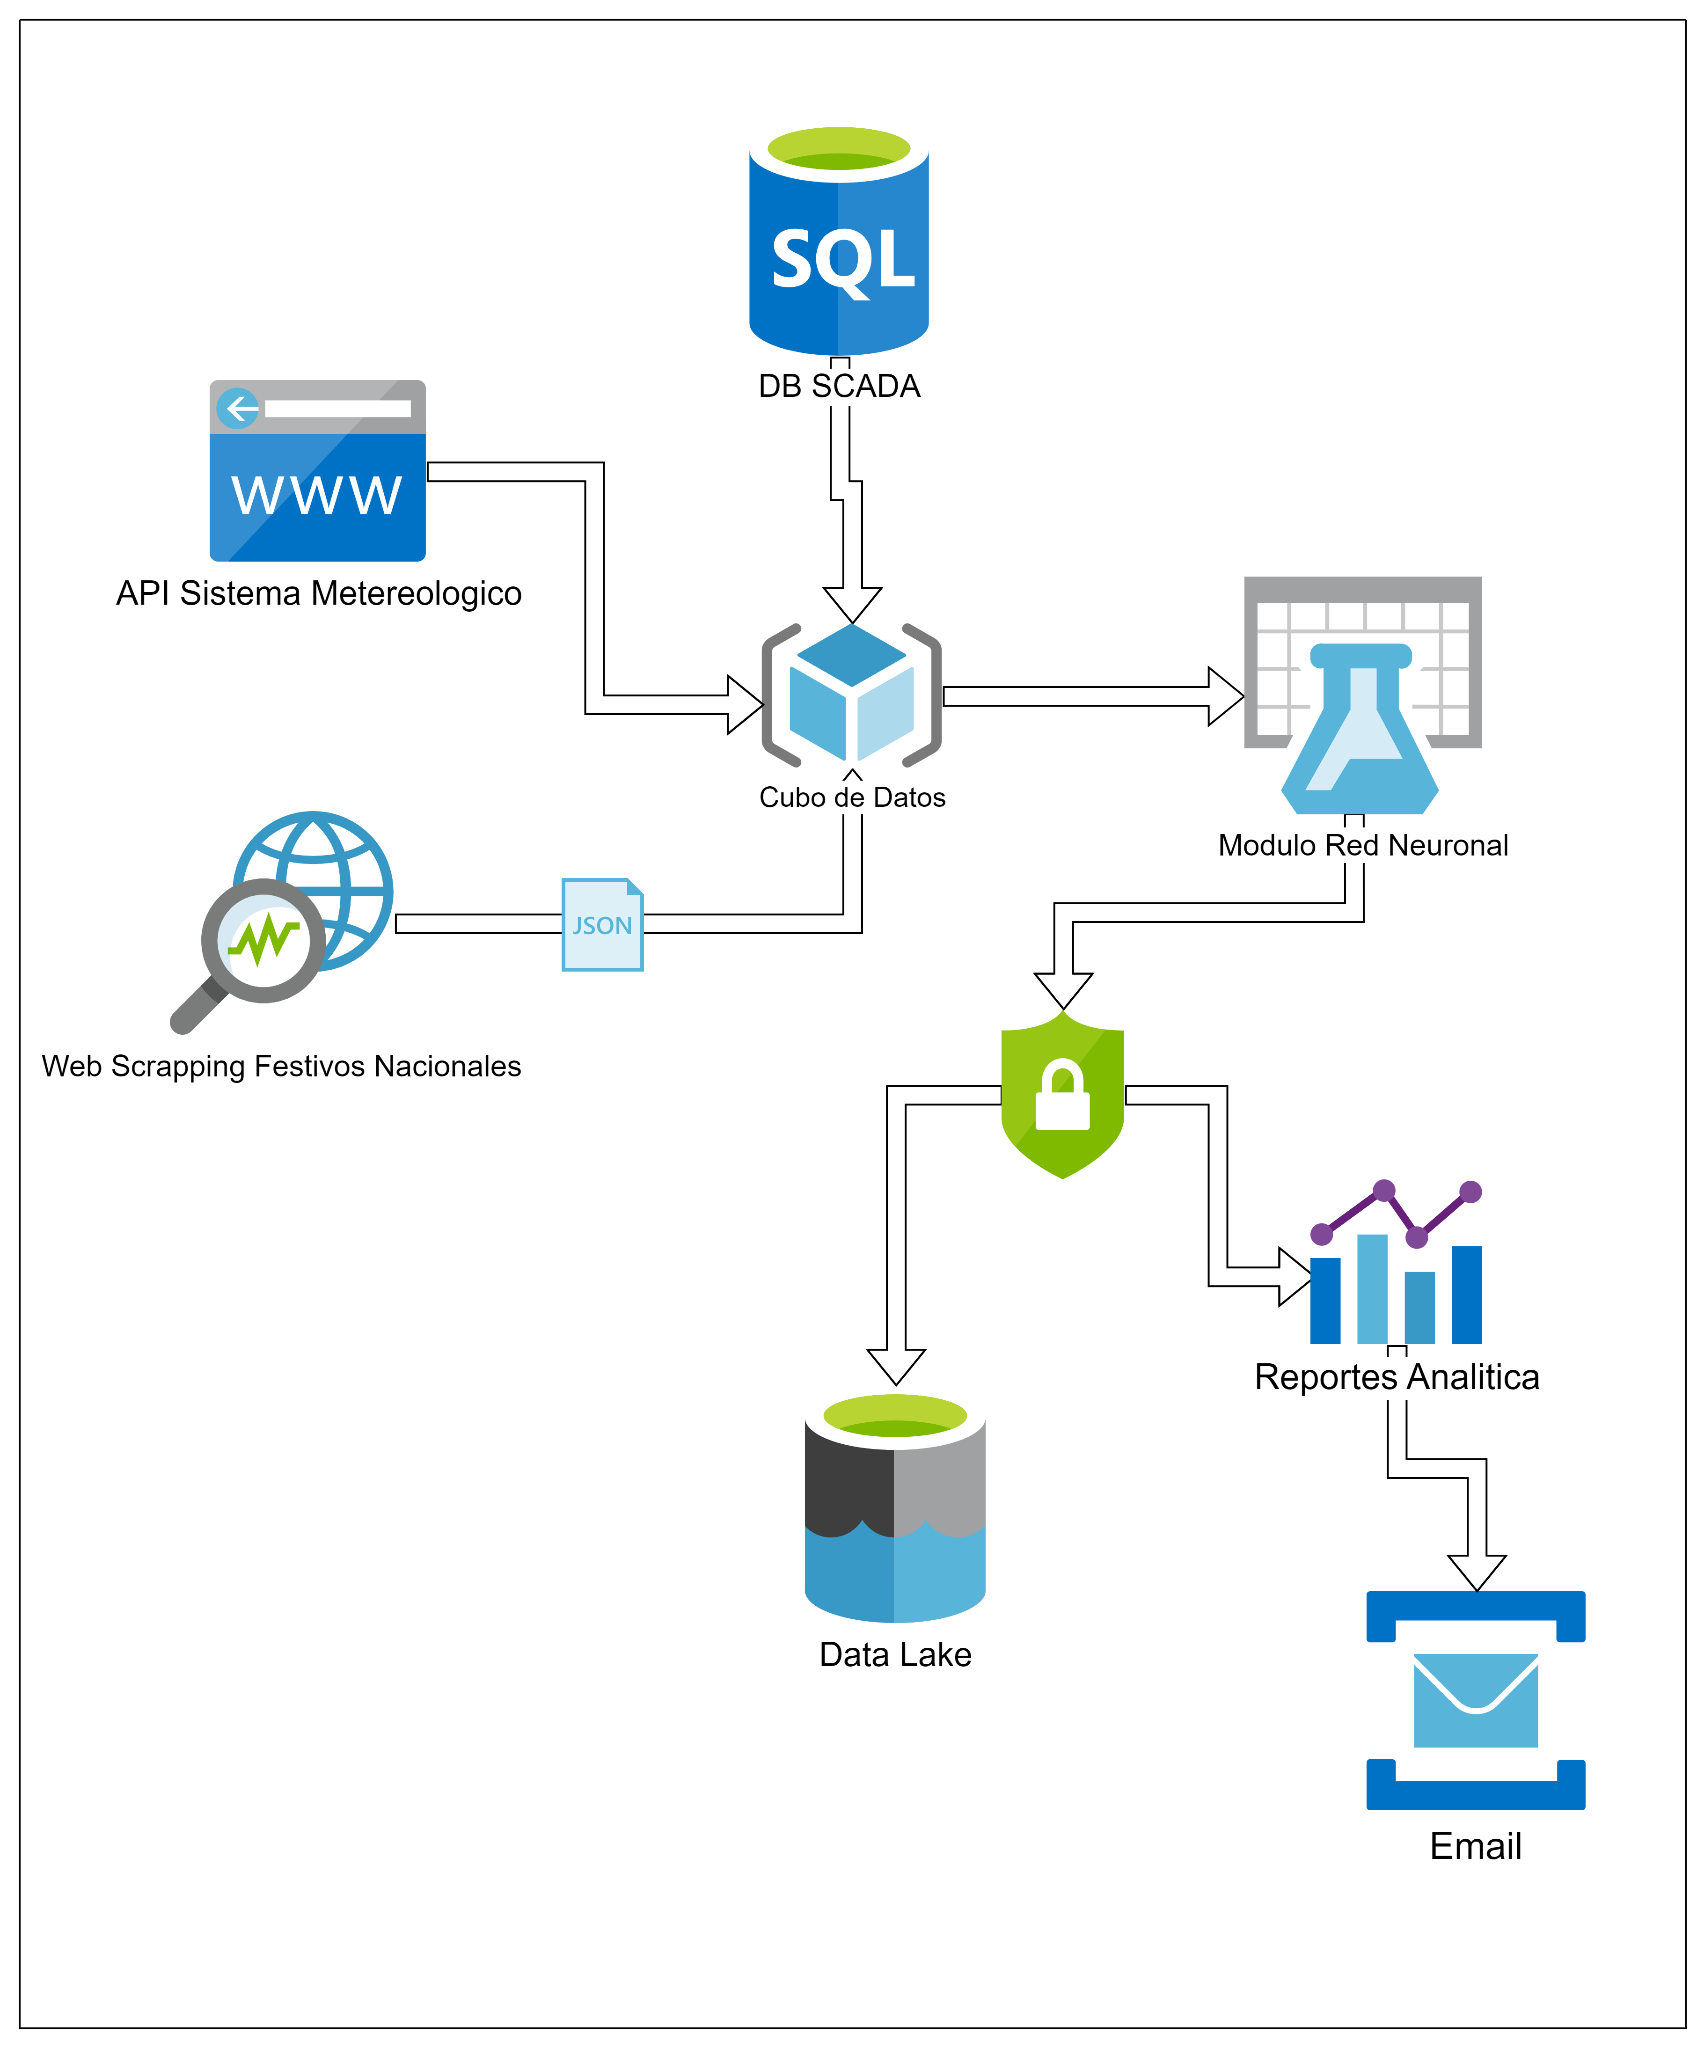 SQL
DB SCADA
WWW
API Sistema Metereologico
Cubo de Datos
Modulo Red Neuronal
JSON
Web Scrapping Festivos Nacionales
Reportes Analitica
Data Lake
Email